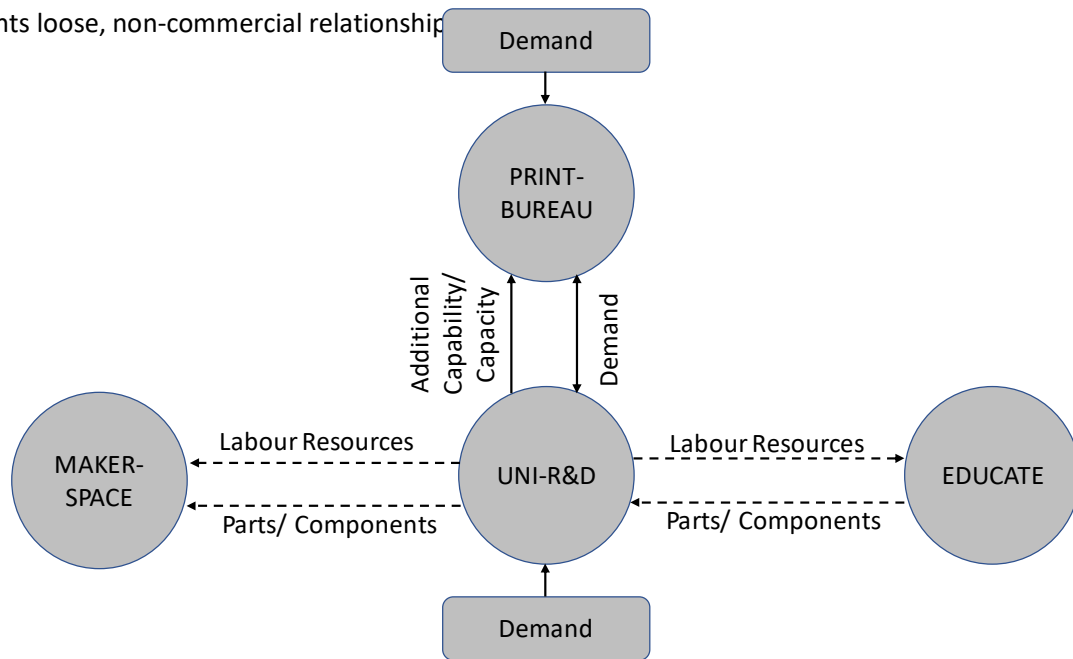 nts loose, non-commercial relationship
Demand
PRINT-
BUREAU
Additional
Capability/
Capacity
Demand
Labour Resources
Labour Resources
MAKER-
SPACE
UNI-R&D
EDUCATE
Parts/ Components
Parts/ Components
Demand